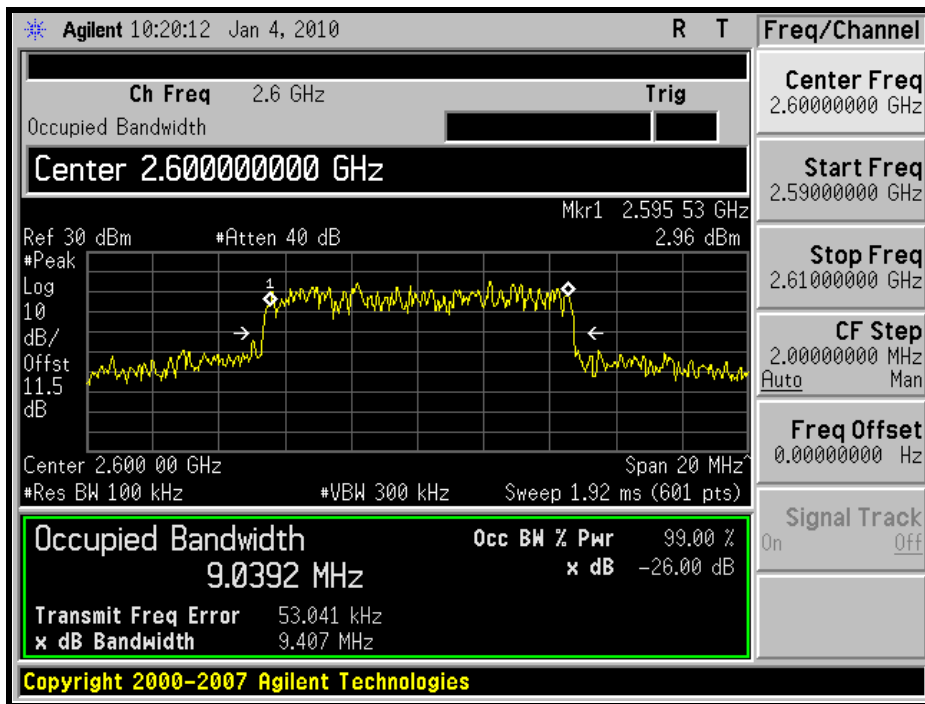 Agilent 10:20:12 Jan 4, 2010 R T
Ch Freq 2.6 GHz Trig
Occupied Bandwidth
Center 2.600000000 GHz
Mkr1 2.595 53 GHz
Ref 30 dBm #Atten 40 dB 2.96 dBm
#Peak
Log
10
dB/
Offst
11.5
dB
1
Center 2.600 00 GHz Span 20 MHz^
#Res BW 100 kHz #VBW 300 kHz Sweep 1.92 ms (601 pts)
Occupied Bandwidth Occ BW % Pwr 99.00 %
9.0392 MHz x dB -26.00 dB
Transmit Freq Error 53.041 kHz
x dB Bandwidth 9.407 MHz
Copyright 2000-2007 Agilent Technologies
Freq/Channel
Center Freq
2.60000000 GHz
Start Freq
2.59000000 GHz
Stop Freq
2.61000000 GHz
CF Step
2.00000000 MHz
Auto Man
Freq Offset
0.00000000 Hz
Signal Track
On Off